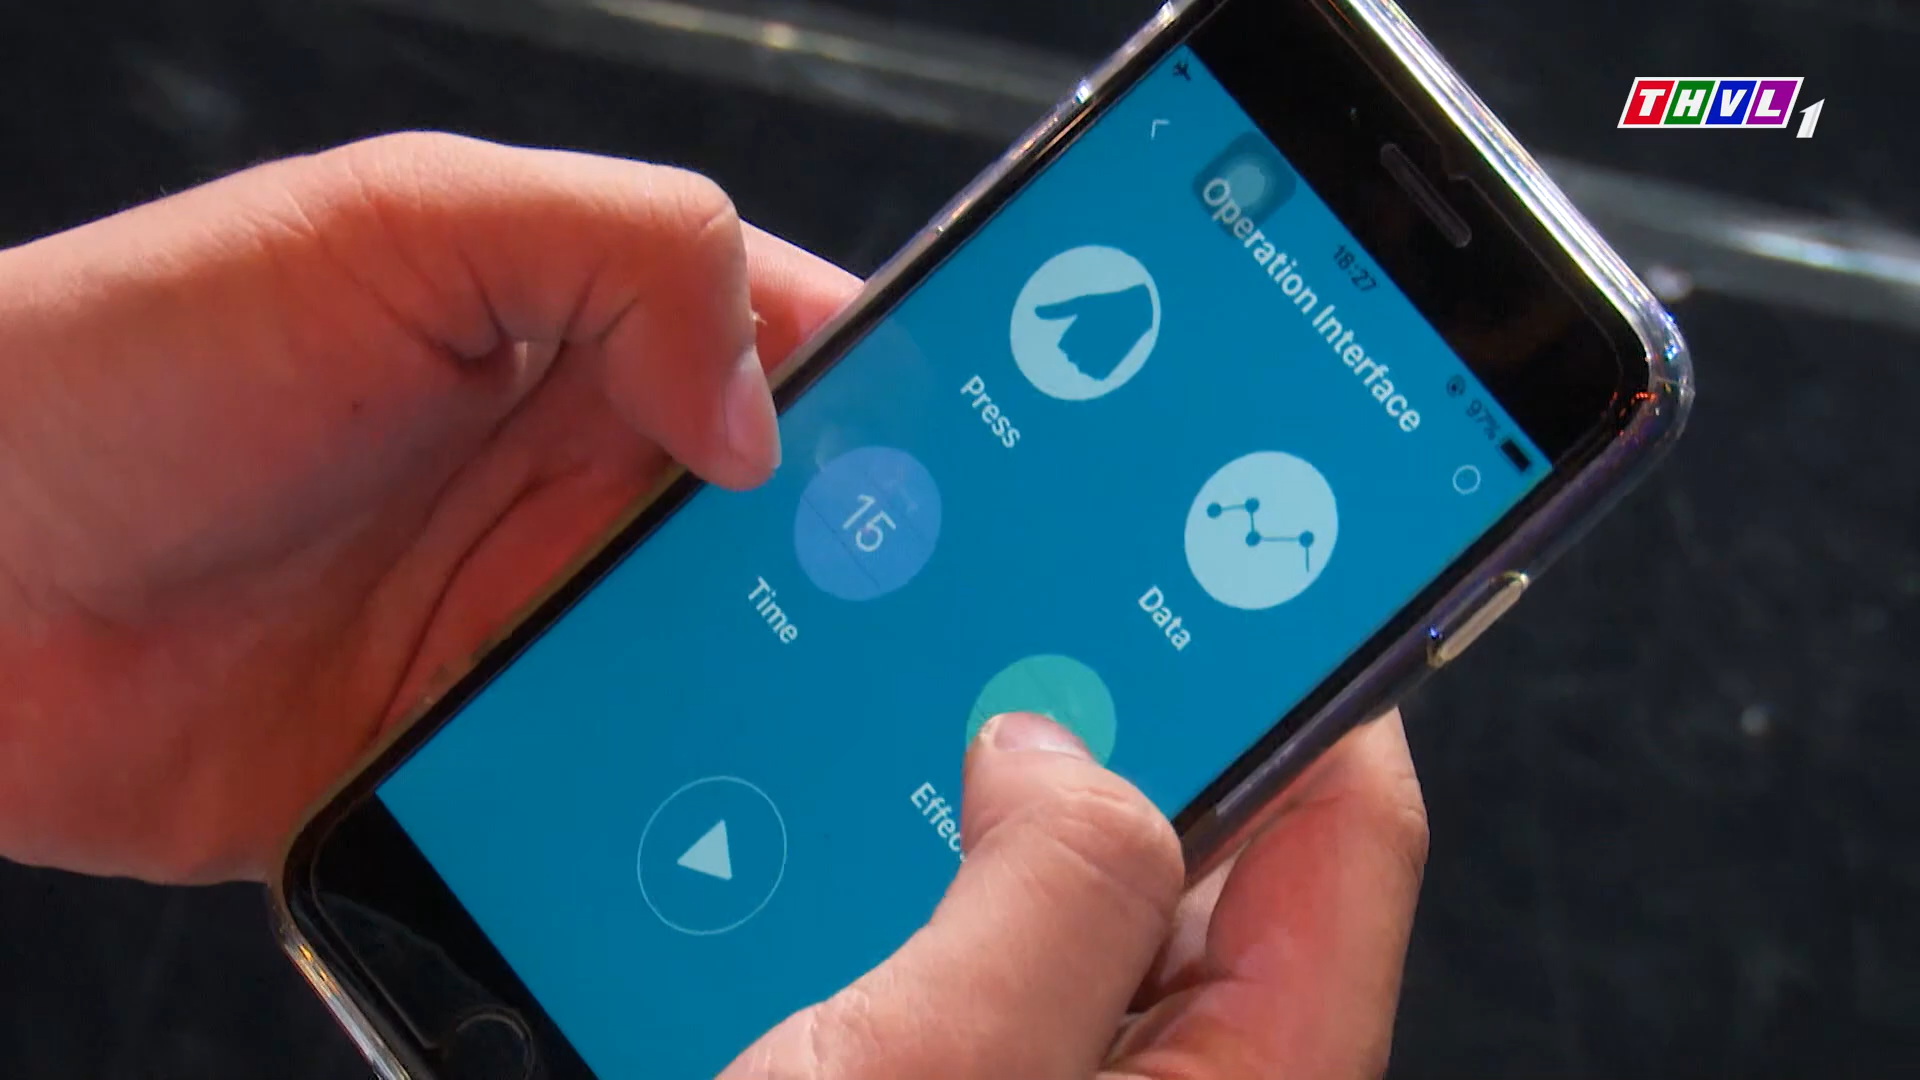 THVL1
18:27
97%
Operation Interface
Press
Data
15
Time